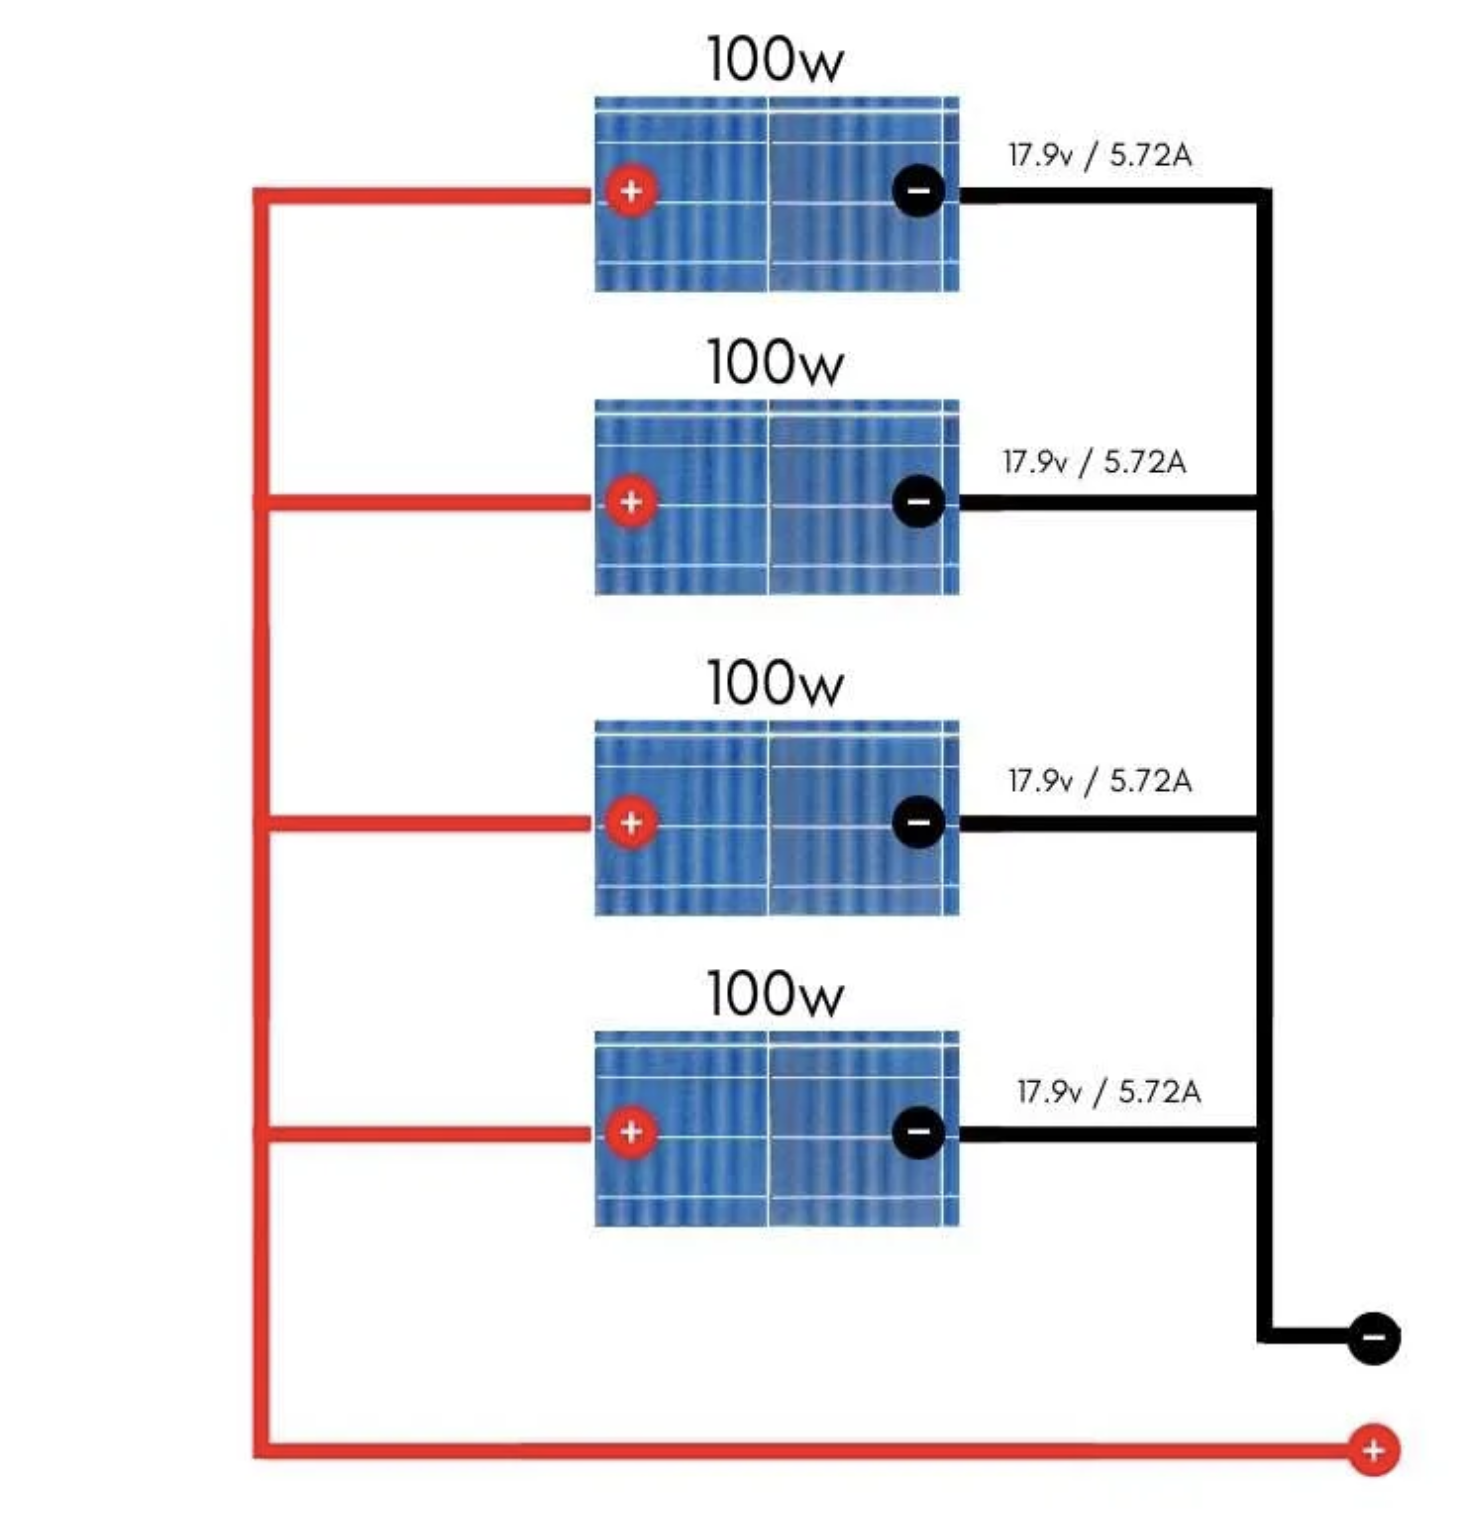 100w
+
−
17.9v / 5.72A
100w
+
−
17.9v / 5.72A
100w
+
−
17.9v / 5.72A
100w
+
−
17.9v / 5.72A
−
+